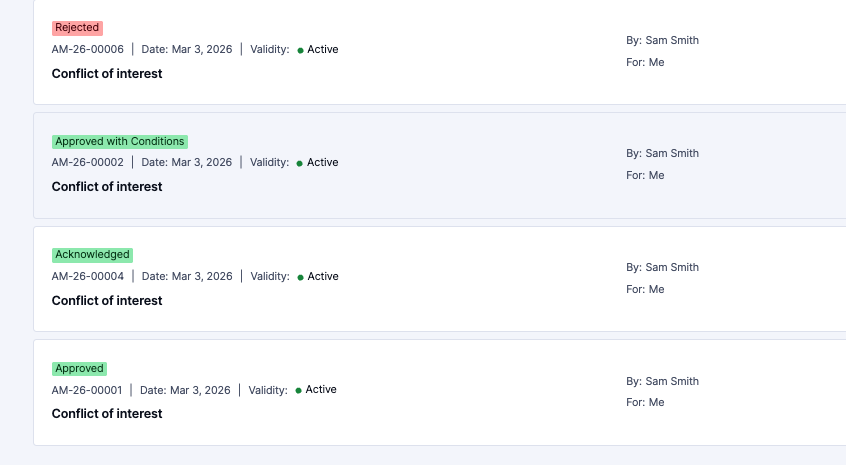 Rejected
AM-26-00006 | Date: Mar 3, 2026 | Validity: ● Active
Conflict of interest
By: Sam Smith
For: Me
Approved with Conditions
AM-26-00002 | Date: Mar 3, 2026 | Validity: ● Active
Conflict of interest
By: Sam Smith
For: Me
Acknowledged
AM-26-00004 | Date: Mar 3, 2026 | Validity: ● Active
Conflict of interest
By: Sam Smith
For: Me
Approved
AM-26-00001 | Date: Mar 3, 2026 | Validity: ● Active
Conflict of interest
By: Sam Smith
For: Me